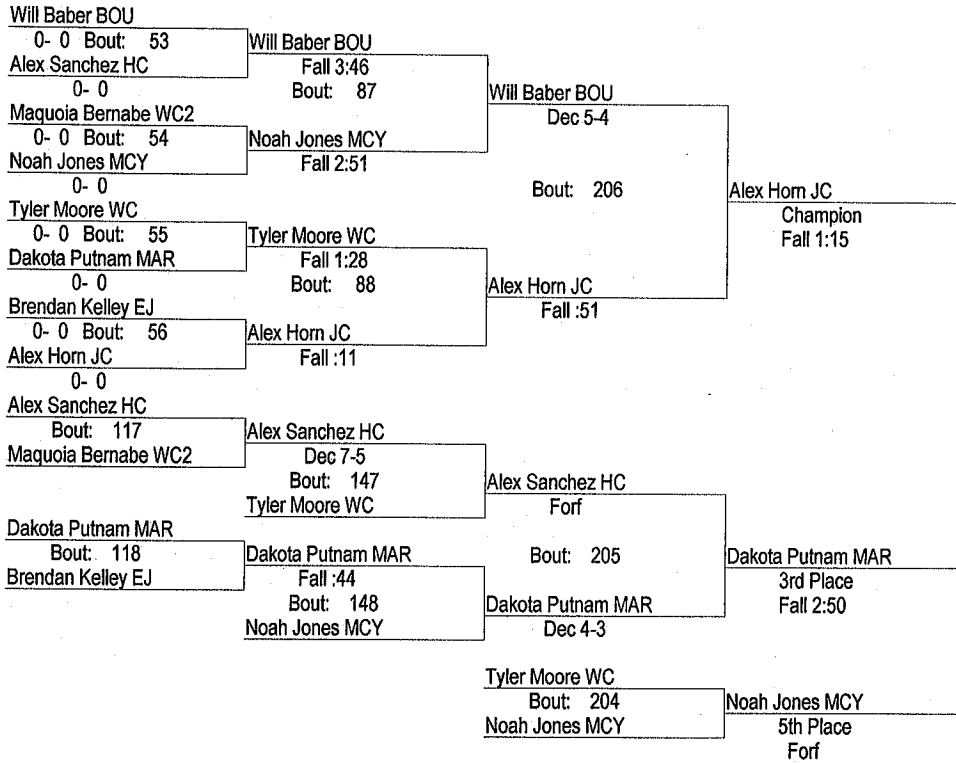 Will Baber BOU
0- 0 Bout: 53
Alex Sanchez HC
0- 0
Maquoia Bernabe WC2
0- 0 Bout: 54
Noah Jones MCY
0- 0
Tyler Moore WC
0- 0 Bout: 55
Dakota Putnam MAR
0- 0
Brendan Kelley EJ
0- 0 Bout: 56
Alex Horn JC
0- 0
Will Baber BOU
Fall 3:46
Bout: 87
Noah Jones MCY
Fall 2:51
Tyler Moore WC
Fall 1:28
Bout: 88
Alex Horn JC
Fall :11
Will Baber BOU
Dec 5-4
Bout: 206
Alex Horn JC
Fall :51
Alex Horn JC
Champion
Fall 1:15
Alex Sanchez HC
Bout: 117
Maquoia Bernabe WC2
Dakota Putnam MAR
Bout: 118
Brendan Kelley EJ
Alex Sanchez HC
Dec 7-5
Bout: 147
Tyler Moore WC
Dakota Putnam MAR
Fall :44
Bout: 148
Noah Jones MCY
Alex Sanchez HC
Forf
Bout: 205
Dakota Putnam MAR
Dec 4-3
Dakota Putnam MAR
3rd Place
Fall 2:50
Tyler Moore WC
Bout: 204
Noah Jones MCY
Noah Jones MCY
5th Place
Forf